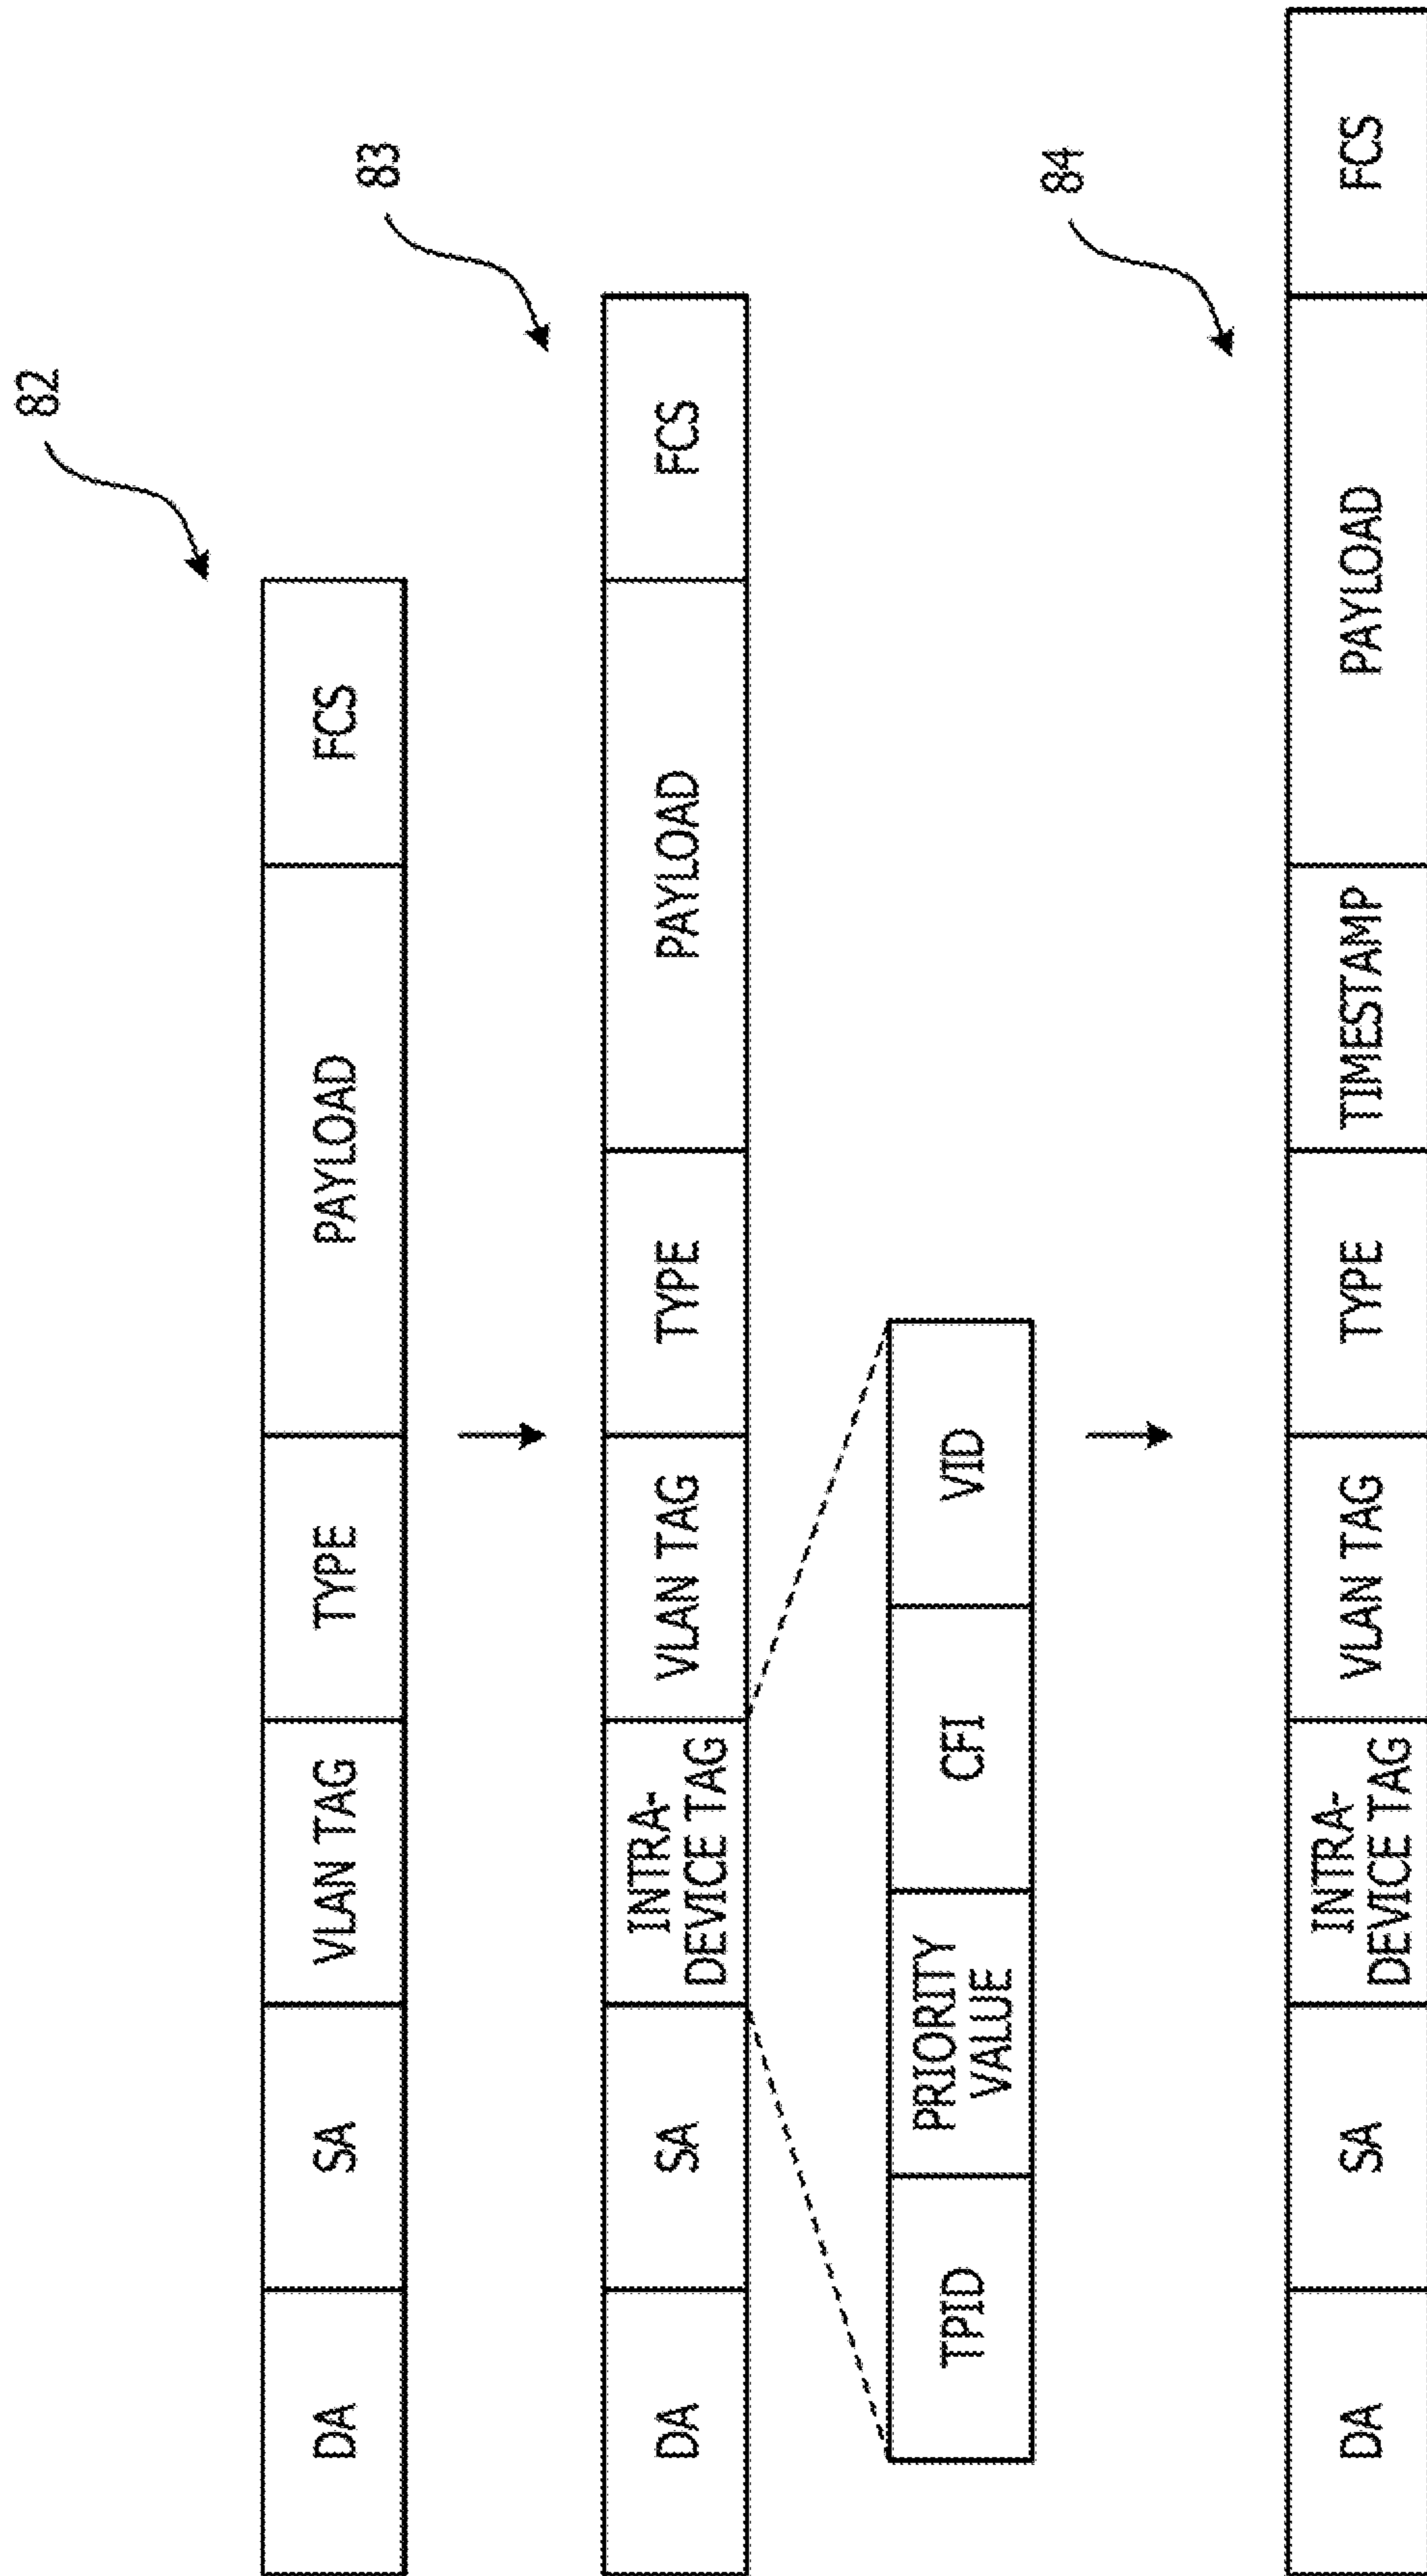 82
DA
SA
VLAN TAG
TYPE
PAYLOAD
FCS
83
DA
SA
INTRA-
DEVICE TAG
VLAN TAG
TYPE
PAYLOAD
FCS
TPID
PRIORITY
VALUE
CFI
VID
84
DA
SA
INTRA-
DEVICE TAG
VLAN TAG
TYPE
TIMESTAMP
PAYLOAD
FCS